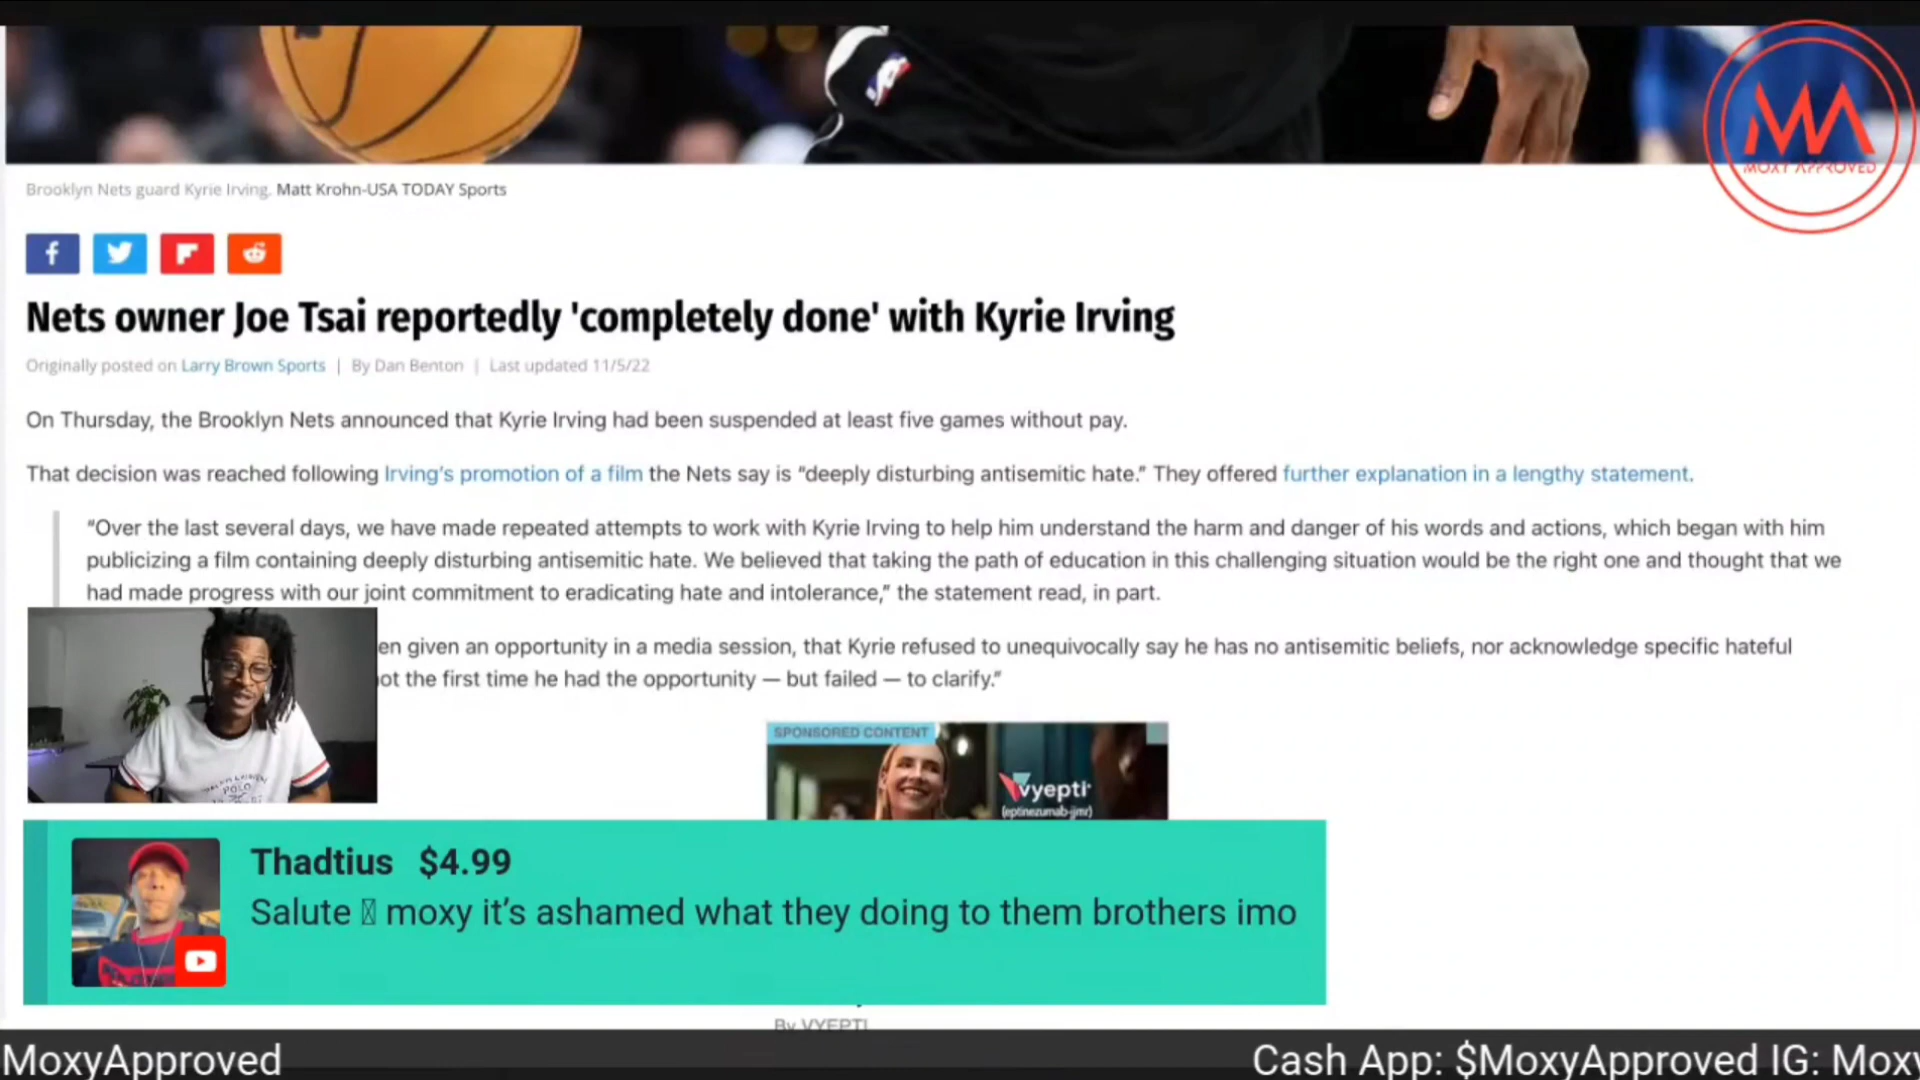 MA
MOXY APPROVED
Brooklyn Nets guard Kyrie Irving. Matt Krohn-USA TODAY Sports
Nets owner Joe Tsai reportedly 'completely done' with Kyrie Irving
Originally posted on Larry Brown Sports | By Dan Benton | Last updated 11/5/22
On Thursday, the Brooklyn Nets announced that Kyrie Irving had been suspended at least five games without pay.
That decision was reached following Irving’s promotion of a film the Nets say is “deeply disturbing antisemitic hate.” They offered further explanation in a lengthy statement.
“Over the last several days, we have made repeated attempts to work with Kyrie Irving to help him understand the harm and danger of his words and actions, which began with him
publicizing a film containing deeply disturbing antisemitic hate. We believed that taking the path of education in this challenging situation would be the right one and thought that we
had made progress with our joint commitment to eradicating hate and intolerance,” the statement read, in part.
en given an opportunity in a media session, that Kyrie refused to unequivocally say he has no antisemitic beliefs, nor acknowledge specific hateful
ot the first time he had the opportunity — but failed — to clarify.”
POLO
SPONSORED CONTENT
vyepti
(eptinezumab-jjmr)
Thadtius $4.99
Salute moxy it’s ashamed what they doing to them brothers imo
By VYEPTI
MoxyApproved
Cash App: $MoxyApproved IG: Moxy